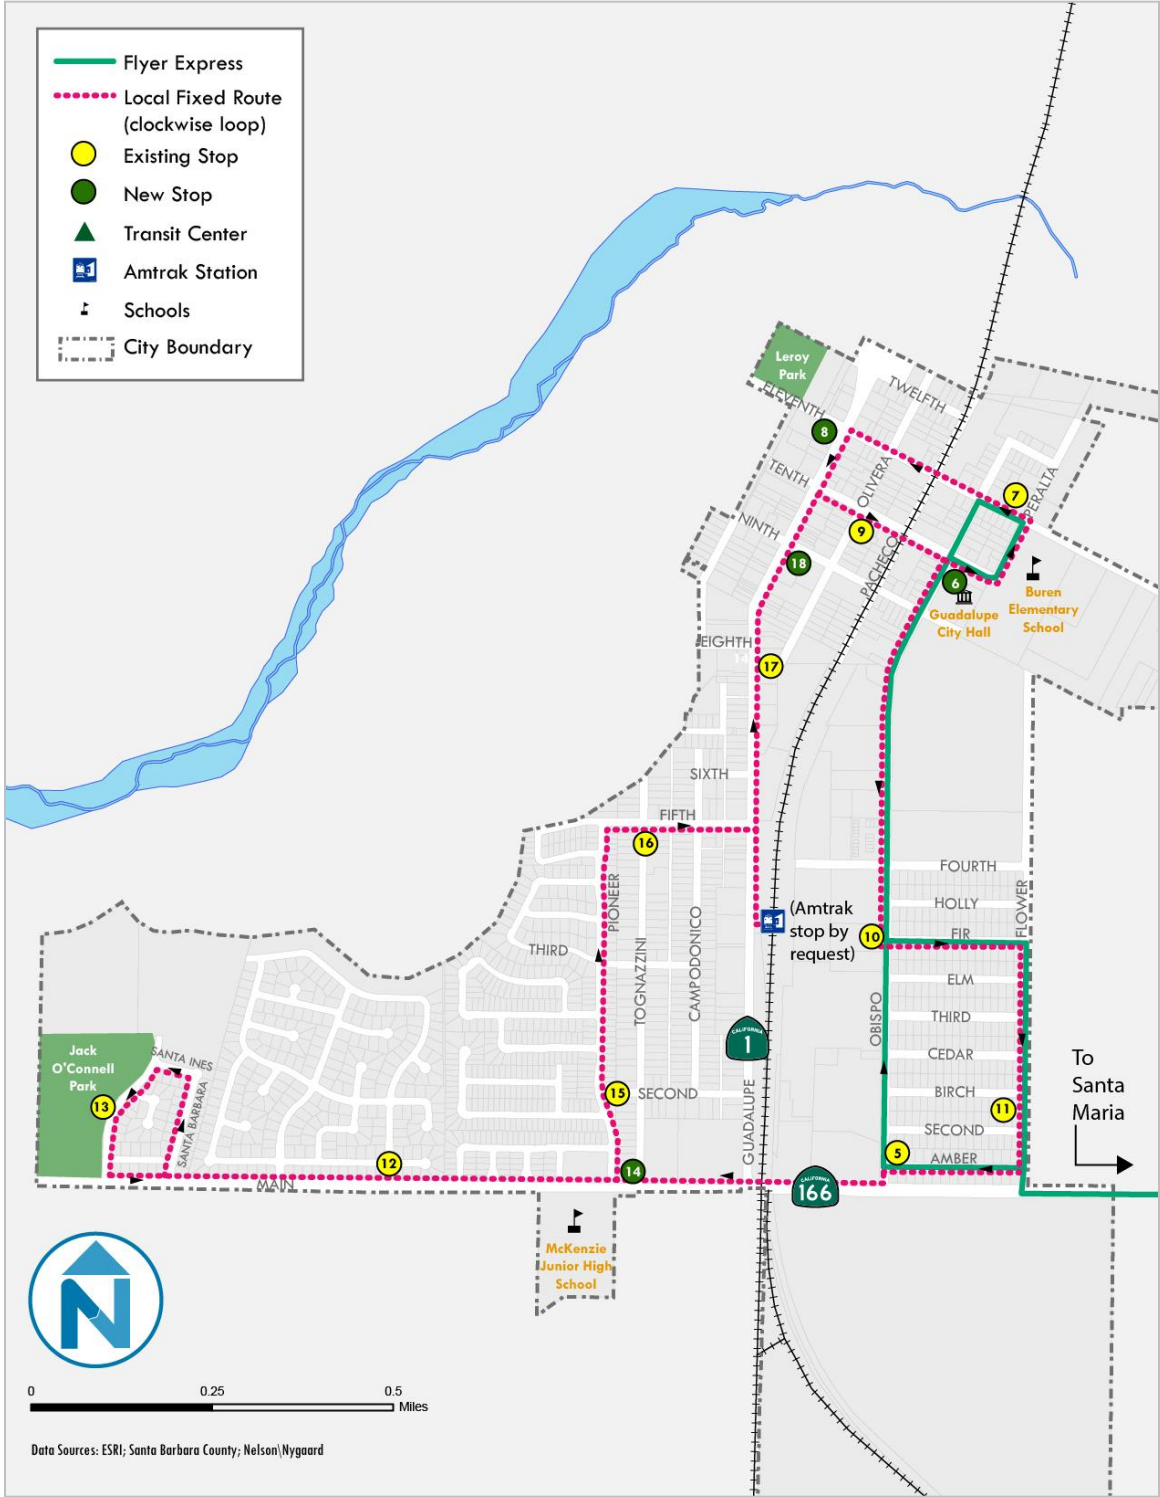 Flyer Express
Local Fixed Route
(clockwise loop)
Existing Stop
New Stop
Transit Center
Amtrak Station
Schools
City Boundary
Leroy
Park
TWELFTH
ELEVENTH
8
TENTH
OLIVERA
7
PERALTA
NINTH
9
18
PACHECO
6
Buren
Elementary
School
Guadalupe
City Hall
EIGHTH
14
17
SIXTH
FIFTH
16
FOURTH
HOLLY
FLOWER
PIONEER
TOGNAZZINI
CAMPODONICO
(Amtrak
stop by
request)
10
FIR
THIRD
ELM
OBISPO
THIRD
CALIFORNIA
1
CEDAR
To
Santa
Maria
Jack
O'Connell
Park
SANTA INES
SANTA BARBARA
13
15
SECOND
GUADALUPE
BIRCH
11
SECOND
5
AMBER
12
14
MAIN
CALIFORNIA
166
McKenzie
Junior High
School
N
0
0.25
0.5
Miles
Data Sources: ESRI; Santa Barbara County; Nelson\Nygaard